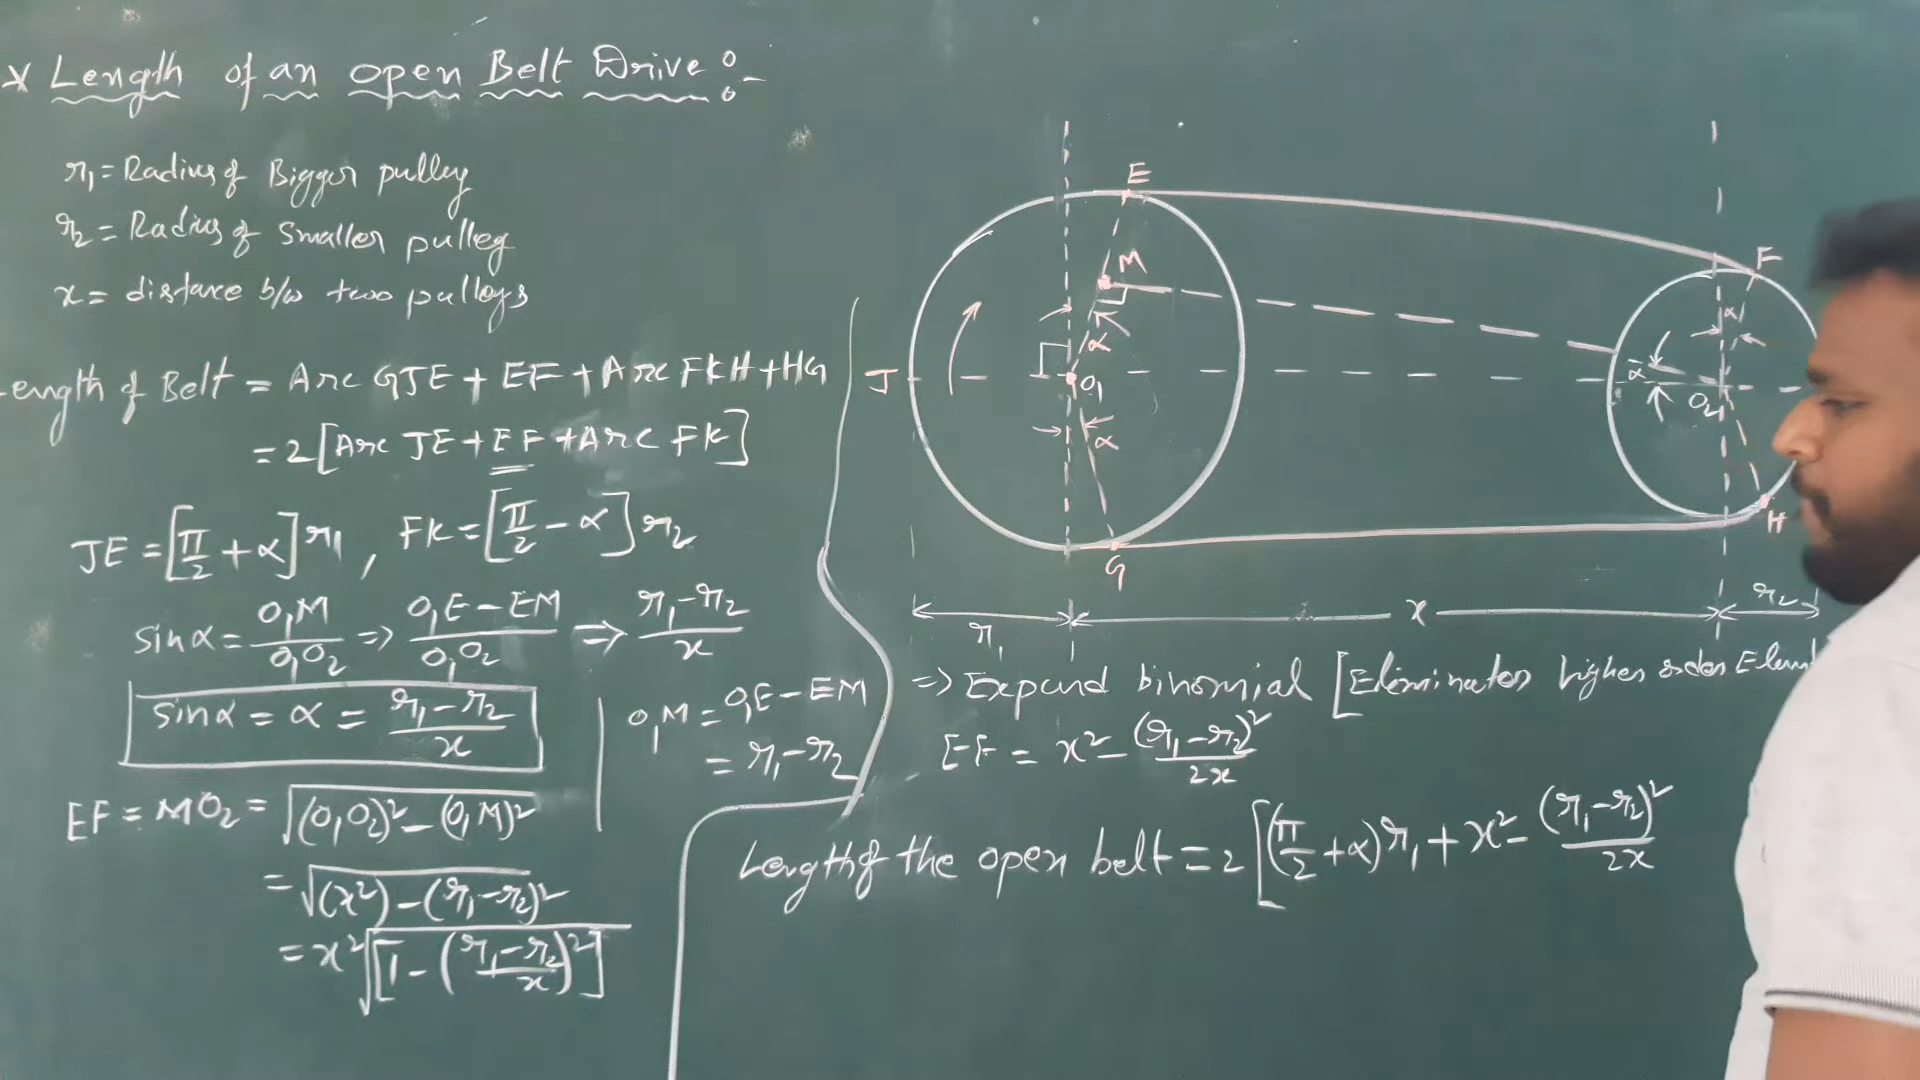 * Length of an open Belt Drive :-
r₁ = Radius of Bigger pulley
r₂ = Radius of Smaller pulley
x = distance b/w two pulleys
Length of Belt = Arc GJE + EF + Arc FKH + HG
= 2 [Arc JE + EF + Arc FK]
JE = [π/2 + α] r₁ , FK = [π/2 - α] r₂
sin α = O₁M / O₁O₂ => O₁E - EM / O₁O₂ => r₁ - r₂ / x
sin α = α = r₁ - r₂ / x
O₁M = O₁E - EM
= r₁ - r₂
EF = MO₂ = √(O₁O₂)² - (O₁M)²
= √(x²) - (r₁ - r₂)²
= x² √[1 - (r₁ - r₂ / x)²]
E
M
F
α
α
J
O₁
α
O₂
α
G
H
r₁
x
r₂
=> Expand binomial [Eliminates higher order
EF = x² - (r₁ - r₂)² / 2x
Length of the open belt = 2 [(π/2 + α) r₁ + x² - (r₁ - r₂)² / 2x